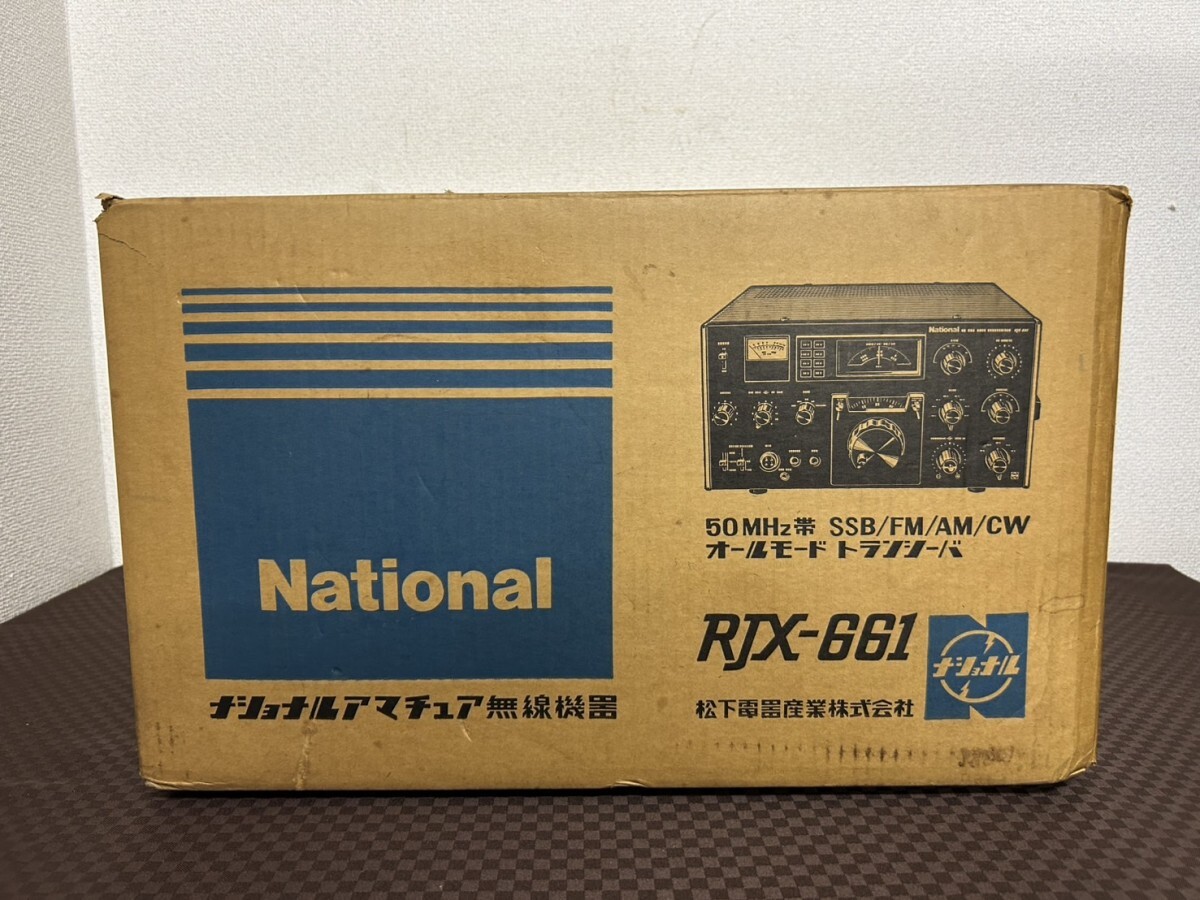 National
ナショナルアマチュア無線機器
National
50MHz帯 SSB/FM/AM/CW
オールモード トランシーバ
RJX-661
松下電器産業株式会社
ナショナル